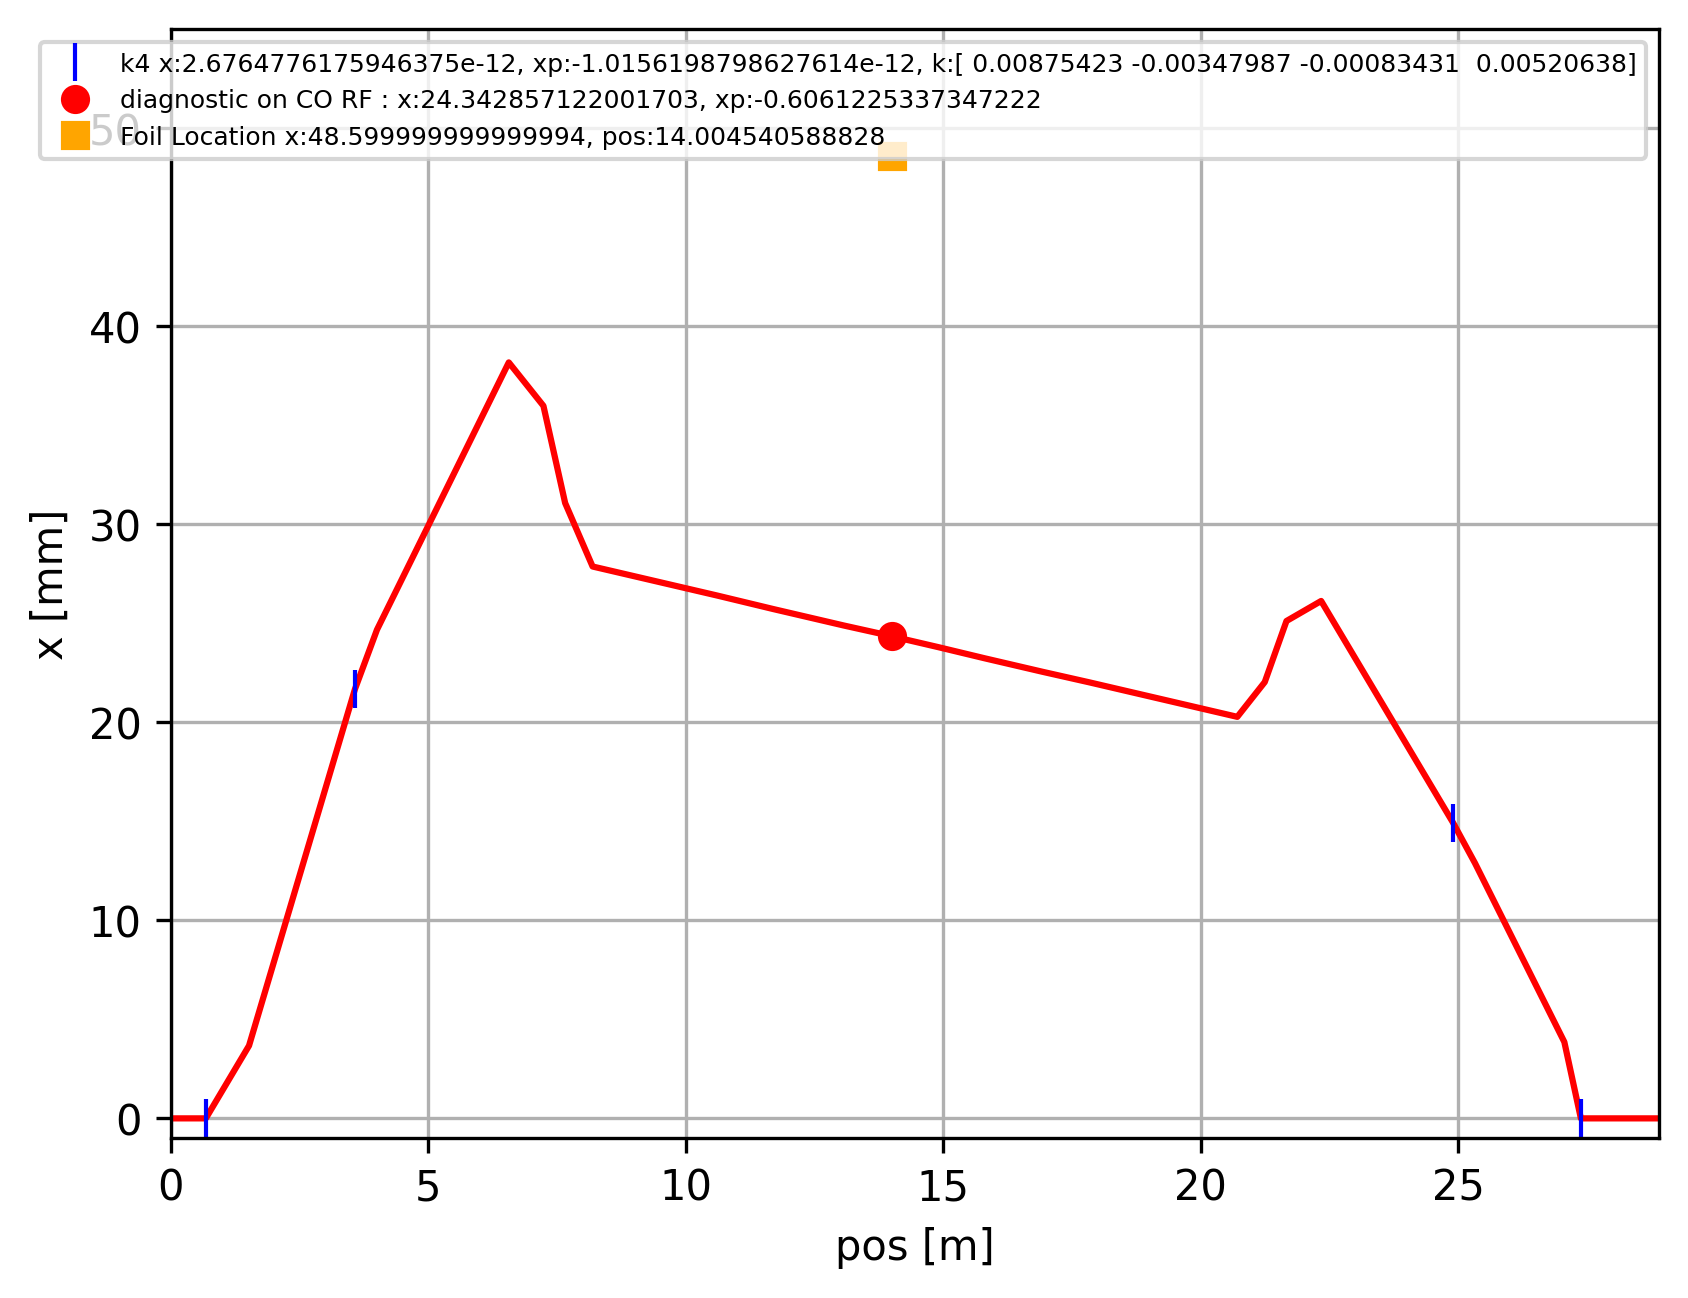 k4 x:2.6764776175946375e-12, xp:-1.0156198798627614e-12, k:[ 0.00875423 -0.00347987 -0.00083431  0.00520638]
diagnostic on CO RF : x:24.342857122001703, xp:-0.6061225337347222
Foil Location x:48.599999999999994, pos:14.004540588828
50
40
30
20
10
0
x [mm]
0 5 10 15 20 25
pos [m]